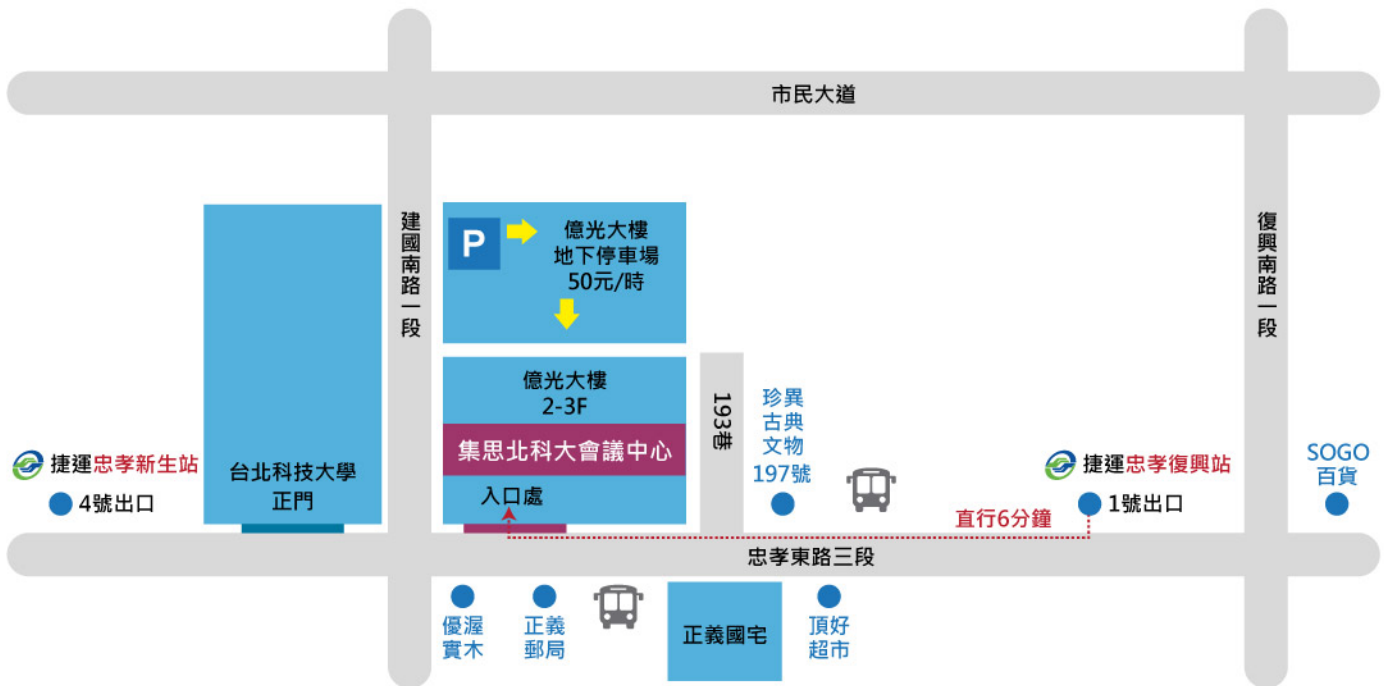 市民大道
建國南路一段
復興南路一段
P
億光大樓
地下停車場
50元/時
億光大樓
2-3F
集思北科大會議中心
入口處
193巷
珍異
古典
文物
197號
捷運忠孝新生站
4號出口
台北科技大學
正門
捷運忠孝復興站
1號出口
SOGO
百貨
直行6分鐘
忠孝東路三段
優渥
實木
正義
郵局
正義國宅
頂好
超市